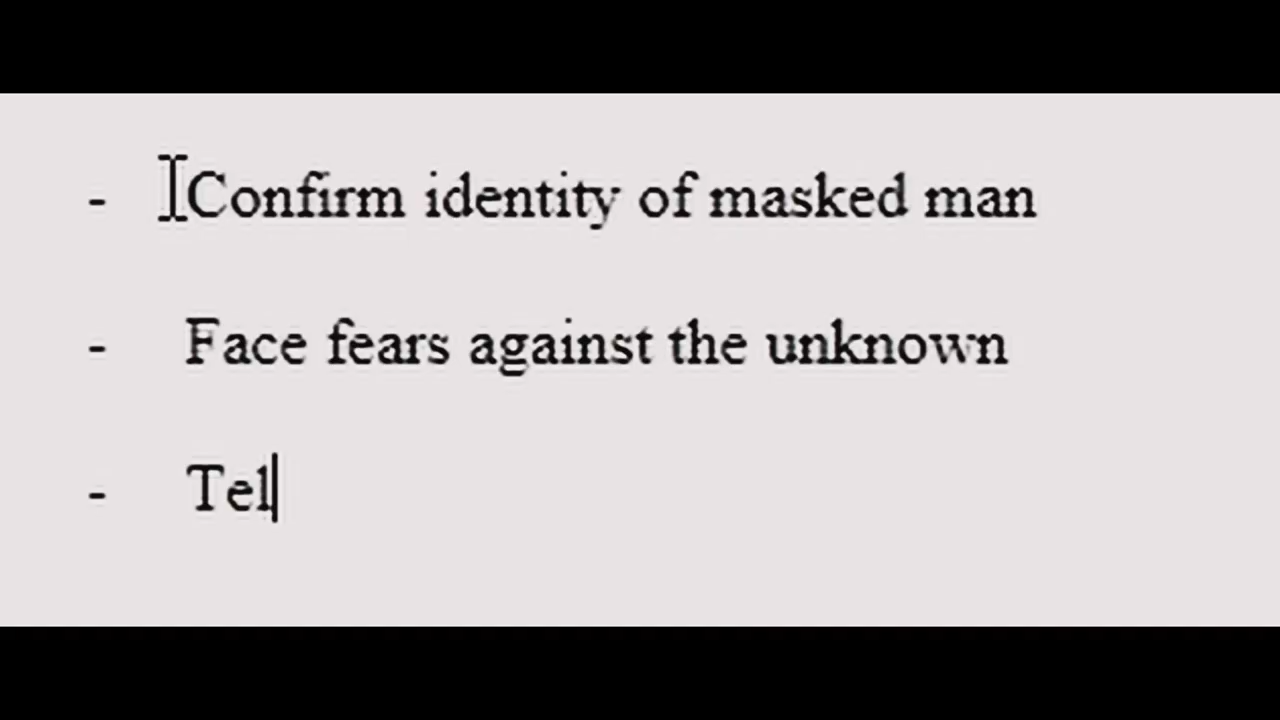 - Confirm identity of masked man
- Face fears against the unknown
- Tel